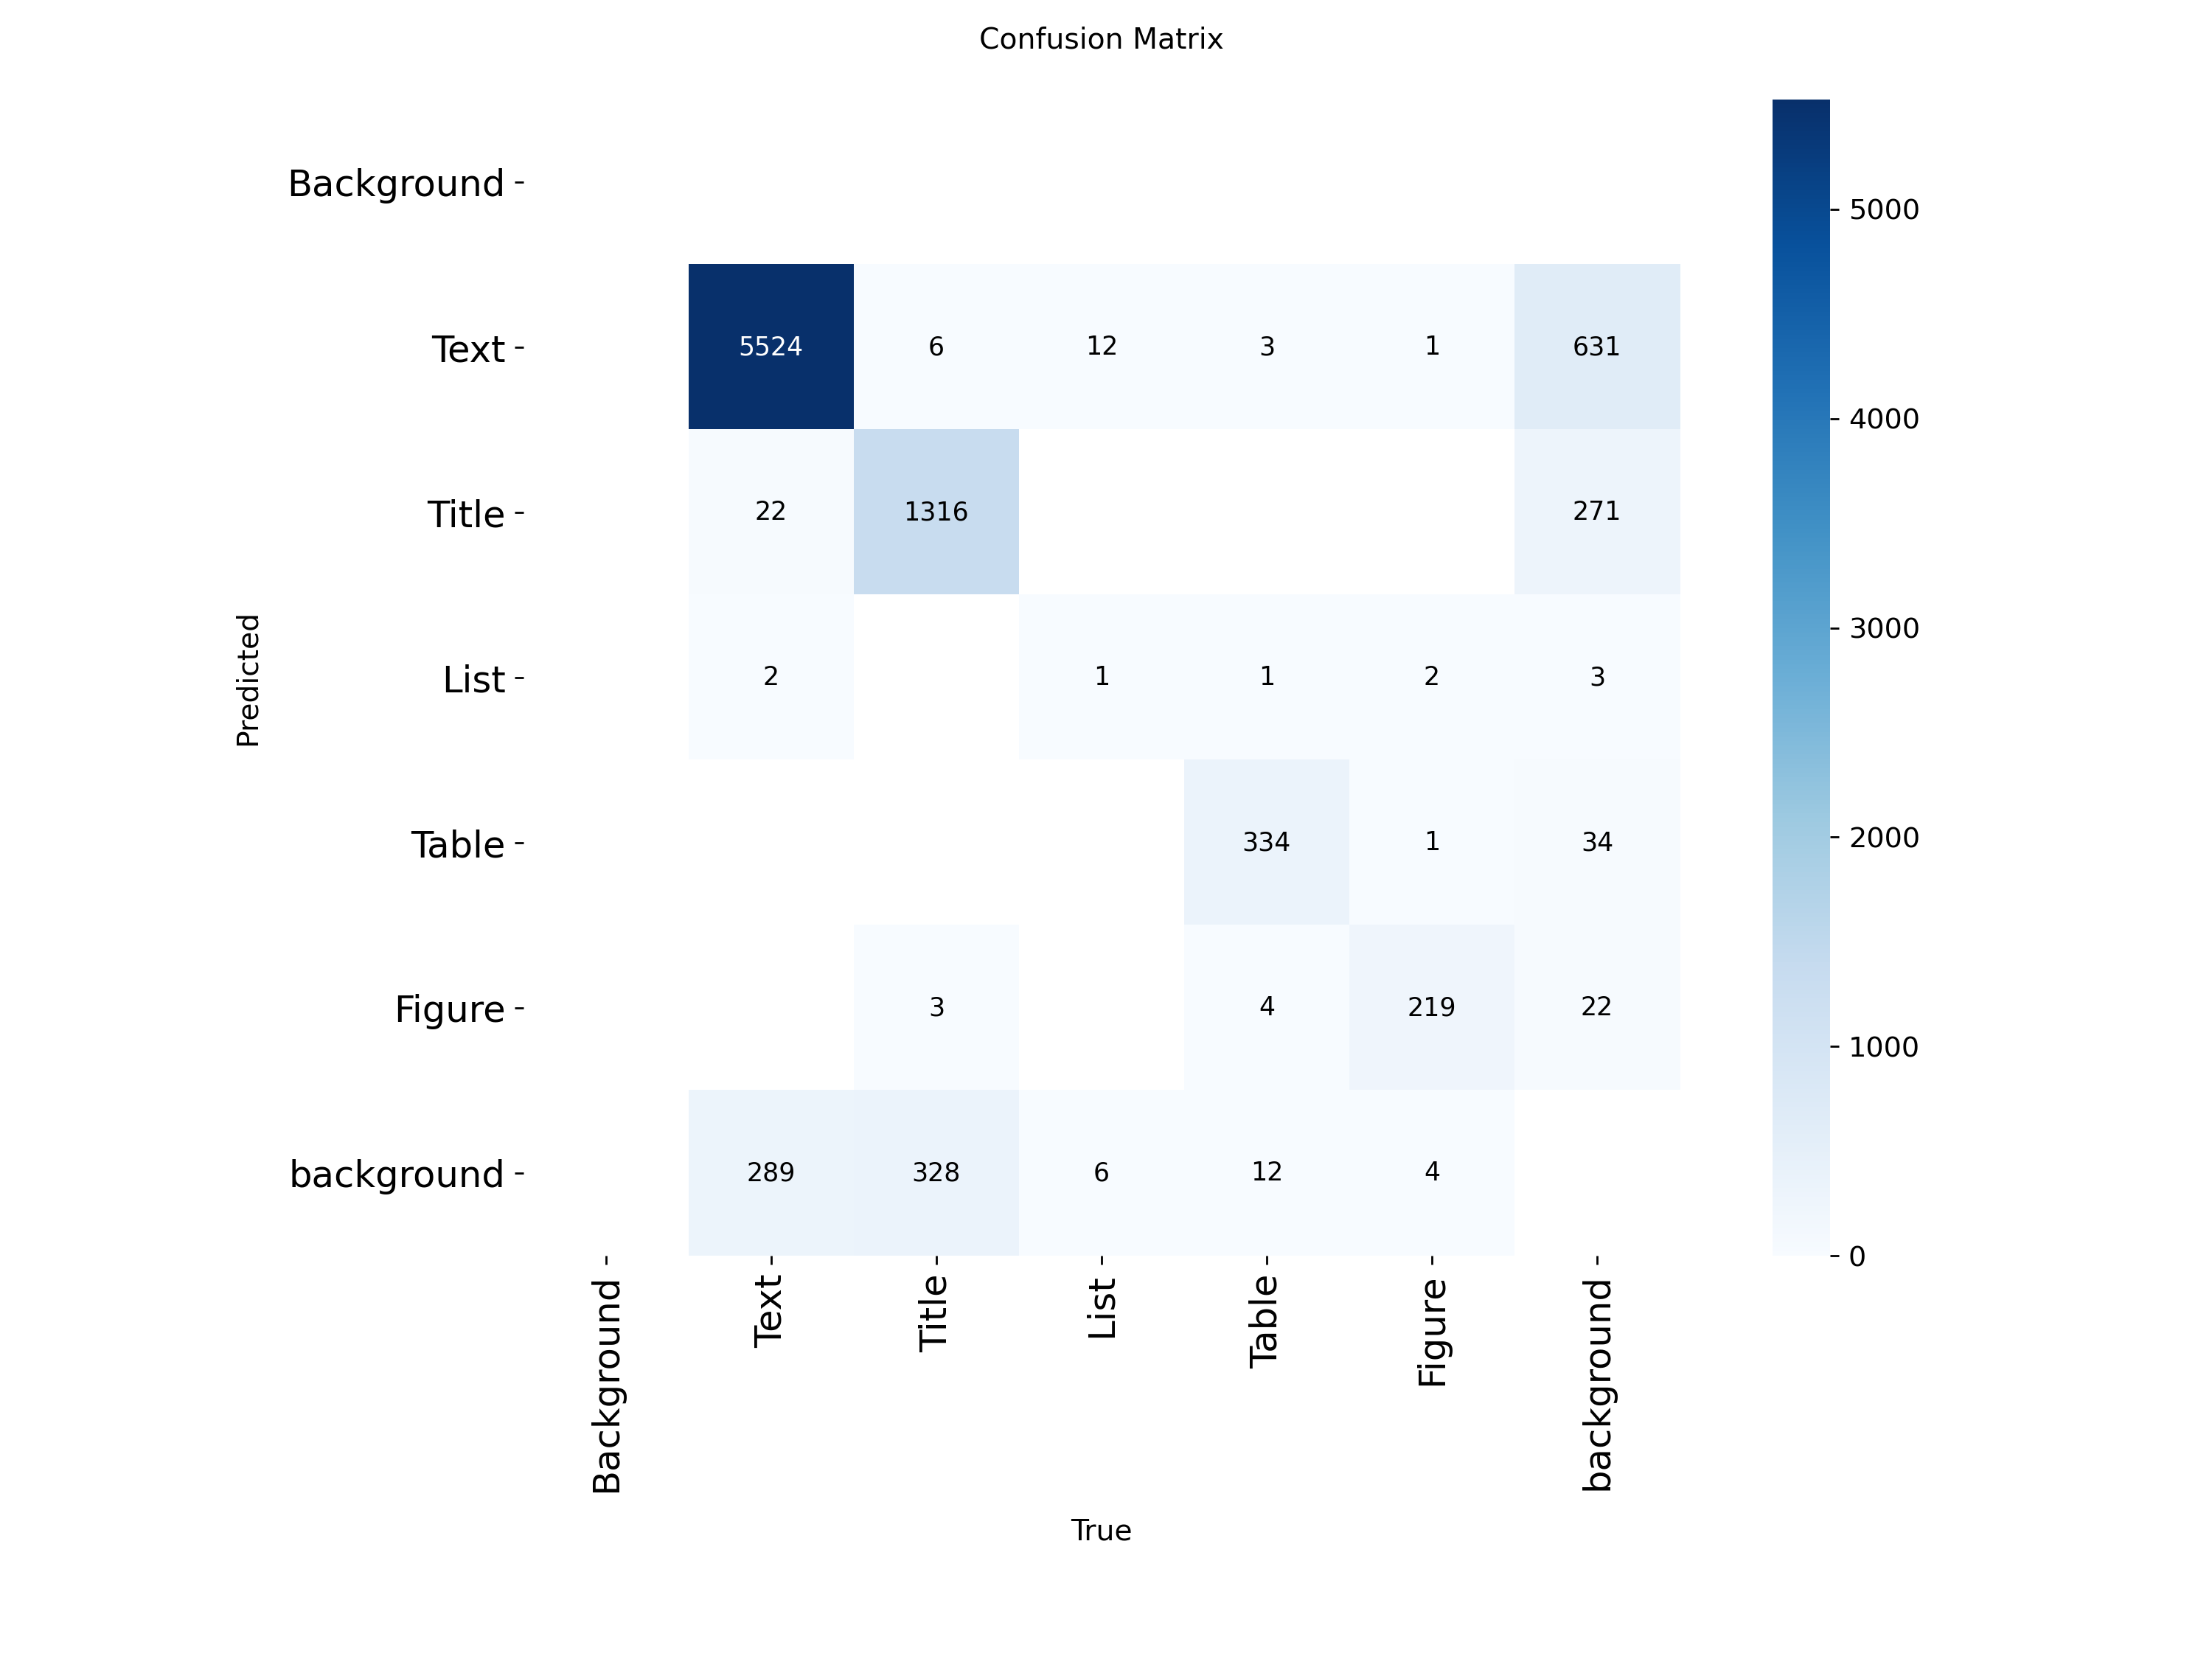 Confusion Matrix
Background
Text
5524 6 12 3 1 631
Title
22 1316 271
List
2 1 1 2 3
Table
334 1 34
Figure
3 4 219 22
background
289 328 6 12 4
Predicted
Background
Text
Title
List
Table
Figure
background
True
5000
4000
3000
2000
1000
0